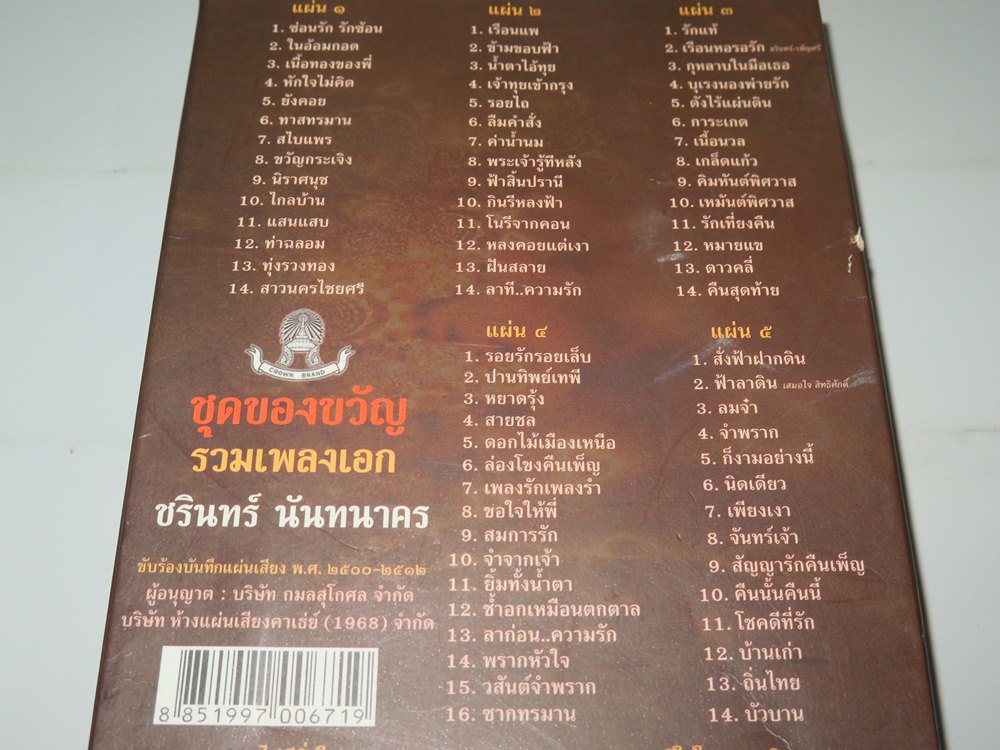 แผ่น ๑
1. ซ่อนรัก รักซ้อน
2. ในอ้อมกอด
3. เนื้อทองของพี่
4. หักใจไม่คิด
5. ยังคอย
6. ทาสทรมาน
7. สไบแพร
8. ขวัญกระเจิง
9. นิราศนุช
10. ไกลบ้าน
11. แสนแสบ
12. ท่าฉลอม
13. ทุ่งรวงทอง
14. สาวนครไชยศรี
แผ่น ๒
1. เรือนแพ
2. ข้ามขอบฟ้า
3. น้ำตาไอ้ทุย
4. เจ้าทุยเข้ากรุง
5. รอยไถ
6. ลืมคำสั่ง
7. ค่าน้ำนม
8. พระเจ้ารู้ทีหลัง
9. ฟ้าสิ้นปรานี
10. กินรีหลงฟ้า
11. โนรีจากคอน
12. หลงคอยแต่เงา
13. ฝันสลาย
14. ลาที..ความรัก
แผ่น ๓
1. รักแท้
2. เรือนหอรอรัก ชรินทร์/เพ็ญศรี
3. กุหลาบในมือเธอ
4. บุเรงนองพ่ายรัก
5. ดั่งไร้แผ่นดิน
6. การะเกด
7. เนื้อนวล
8. เกล็ดแก้ว
9. คิมหันต์พิศวาส
10. เหมันต์พิศวาส
11. รักเที่ยงคืน
12. หมายแข
13. ดาวคลี่
14. คืนสุดท้าย
แผ่น ๔
1. รอยรักรอยเล็บ
2. ปานทิพย์เทพี
3. หยาดรุ้ง
4. สายชล
5. ดอกไม้เมืองเหนือ
6. ล่องโขงคืนเพ็ญ
7. เพลงรักเพลงรำ
8. ขอใจให้พี่
9. สมการรัก
10. จำจากเจ้า
11. ยิ้มทั้งน้ำตา
12. ช้ำอกเหมือนตกตาล
13. ลาก่อน..ความรัก
14. พรากหัวใจ
15. วสันต์จำพราก
16. ซากทรมาน
แผ่น ๕
1. สั่งฟ้าฝากดิน
2. ฟ้าลาดิน เสมอใจ สิทธิศักดิ์
3. ลมจ๋า
4. จำพราก
5. ก็งามอย่างนี้
6. นิดเดียว
7. เพียงเงา
8. จันทร์เจ้า
9. สัญญารักคืนเพ็ญ
10. คืนนั้นคืนนี้
11. โชคดีที่รัก
12. บ้านเก่า
13. ถิ่นไทย
14. บัวบาน
CROWN BRAND
ชุดของขวัญ
รวมเพลงเอก
ชรินทร์ นันทนาคร
ขับร้องบันทึกแผ่นเสียง พ.ศ. ๒๕๐๐-๒๕๑๒
ผู้อนุญาต : บริษัท กมลสุโกศล จำกัด
บริษัท ห้างแผ่นเสียงคาเธ่ย์ (1968) จำกัด
8 851997 006719